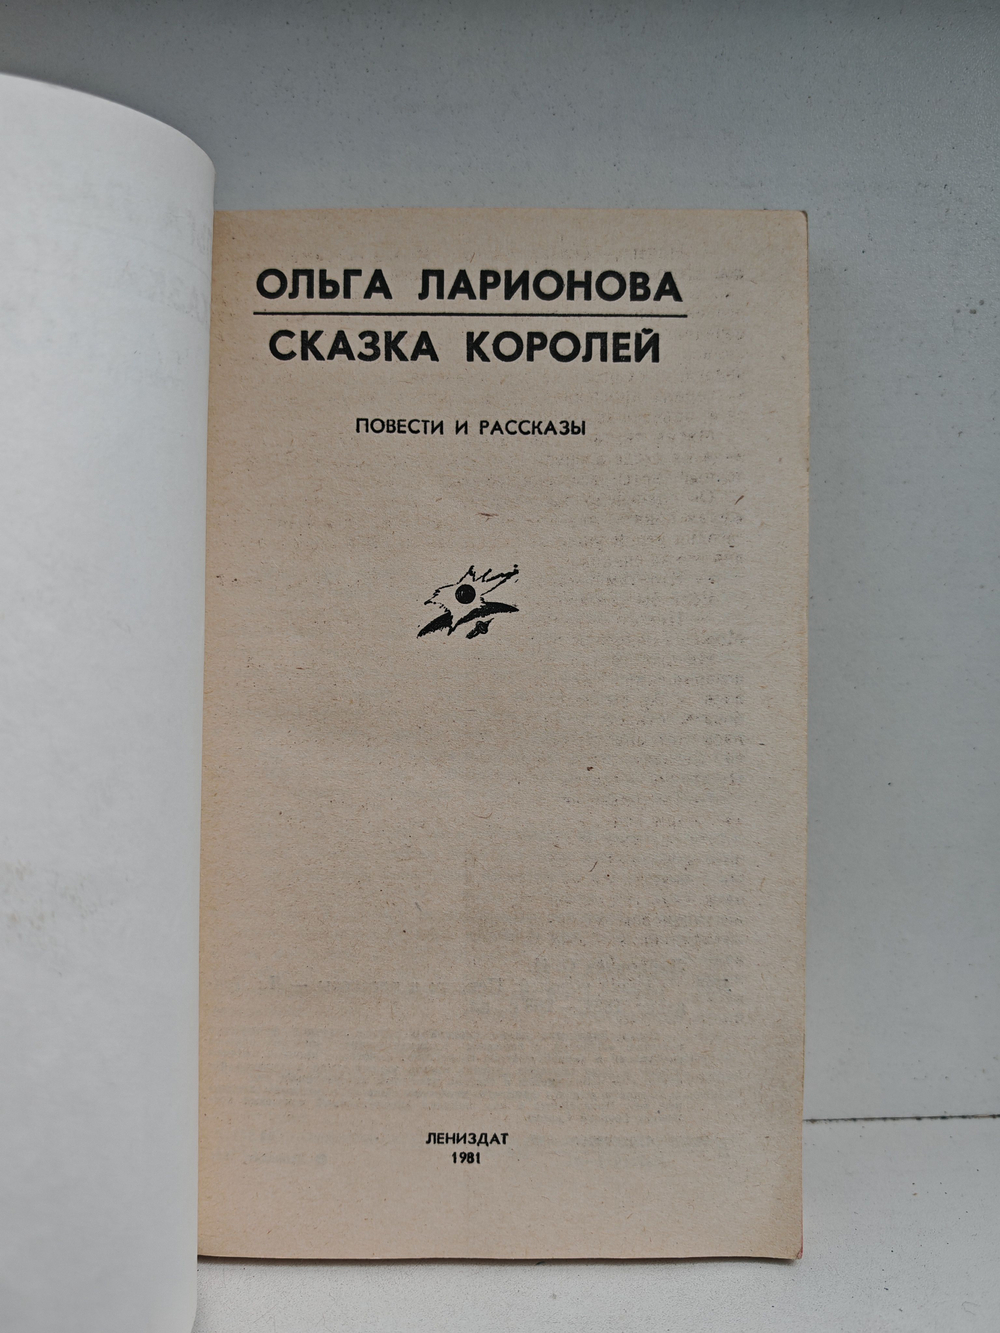 ОЛЬГА ЛАРИОНОВА
СКАЗКА КОРОЛЕЙ
ПОВЕСТИ И РАССКАЗЫ
ЛЕНИЗДАТ
1981